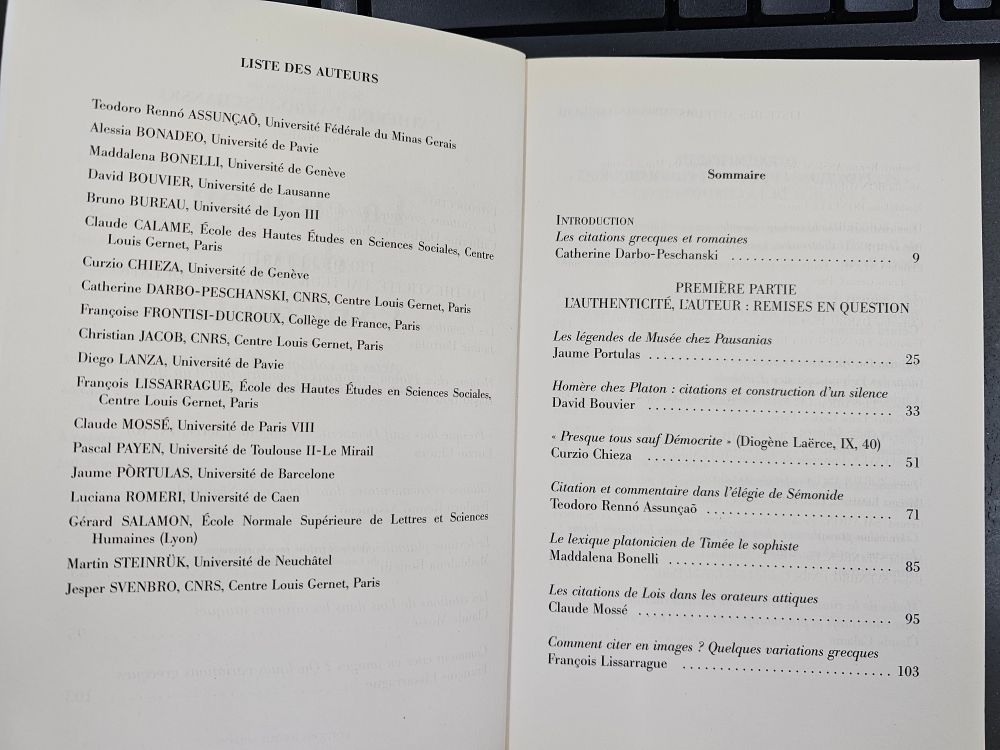 LISTE DES AUTEURS
Teodoro Rennó ASSUNÇAÕ, Université Fédérale du Minas Gerais
Alessia BONADEO, Université de Pavie
Maddalena BONELLI, Université de Genève
David BOUVIER, Université de Lausanne
Bruno BUREAU, Université de Lyon III
Claude CALAME, École des Hautes Études en Sciences Sociales, Centre
Louis Gernet, Paris
Curzio CHIEZA, Université de Genève
Catherine DARBO-PESCHANSKI, CNRS, Centre Louis Gernet, Paris
Françoise FRONTISI-DUCROUX, Collège de France, Paris
Christian JACOB, CNRS, Centre Louis Gernet, Paris
Diego LANZA, Université de Pavie
François LISSARRAGUE, École des Hautes Études en Sciences Sociales,
Centre Louis Gernet, Paris
Claude MOSSÉ, Université de Paris VIII
Pascal PAYEN, Université de Toulouse II-Le Mirail
Jaume PÒRTULAS, Université de Barcelone
Luciana ROMERI, Université de Caen
Gérard SALAMON, École Normale Supérieure de Lettres et Sciences
Humaines (Lyon)
Martin STEINRÜK, Université de Neuchâtel
Jesper SVENBRO, CNRS, Centre Louis Gernet, Paris
Sommaire
INTRODUCTION
Les citations grecques et romaines
Catherine Darbo-Peschanski ........................ 9
PREMIÈRE PARTIE
L'AUTHENTICITÉ, L'AUTEUR : REMISES EN QUESTION
Les légendes de Musée chez Pausanias
Jaume Portulas ........................ 25
Homère chez Platon : citations et construction d'un silence
David Bouvier ........................ 33
« Presque tous sauf Démocrite » (Diogène Laërce, IX, 40)
Curzio Chieza ........................ 51
Citation et commentaire dans l'élégie de Sémonide
Teodoro Rennó Assunçaõ ........................ 71
Le lexique platonicien de Timée le sophiste
Maddalena Bonelli ........................ 85
Les citations de Lois dans les orateurs attiques
Claude Mossé ........................ 95
Comment citer en images ? Quelques variations grecques
François Lissarrague ........................ 103